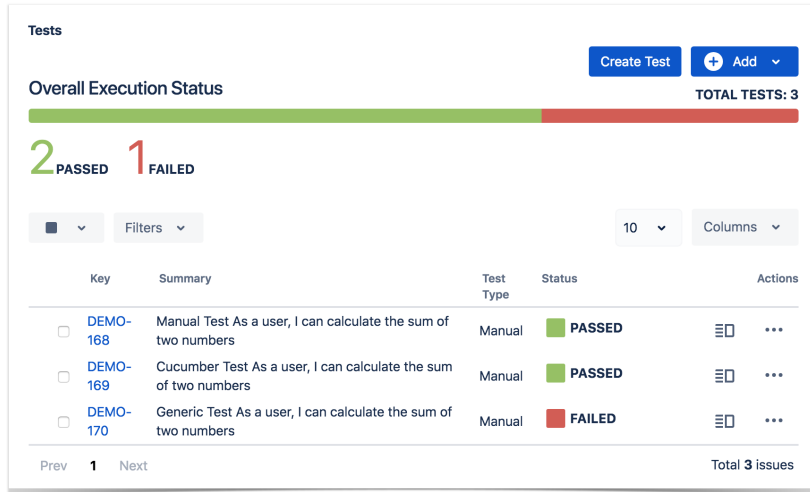 Tests
Create Test
Add
Overall Execution Status
TOTAL TESTS: 3
2 PASSED 1 FAILED
Filters
10
Columns
Key Summary Test Type Status Actions
DEMO-168 Manual Test As a user, I can calculate the sum of two numbers Manual PASSED
DEMO-169 Cucumber Test As a user, I can calculate the sum of two numbers Manual PASSED
DEMO-170 Generic Test As a user, I can calculate the sum of two numbers Manual FAILED
Prev 1 Next
Total 3 issues